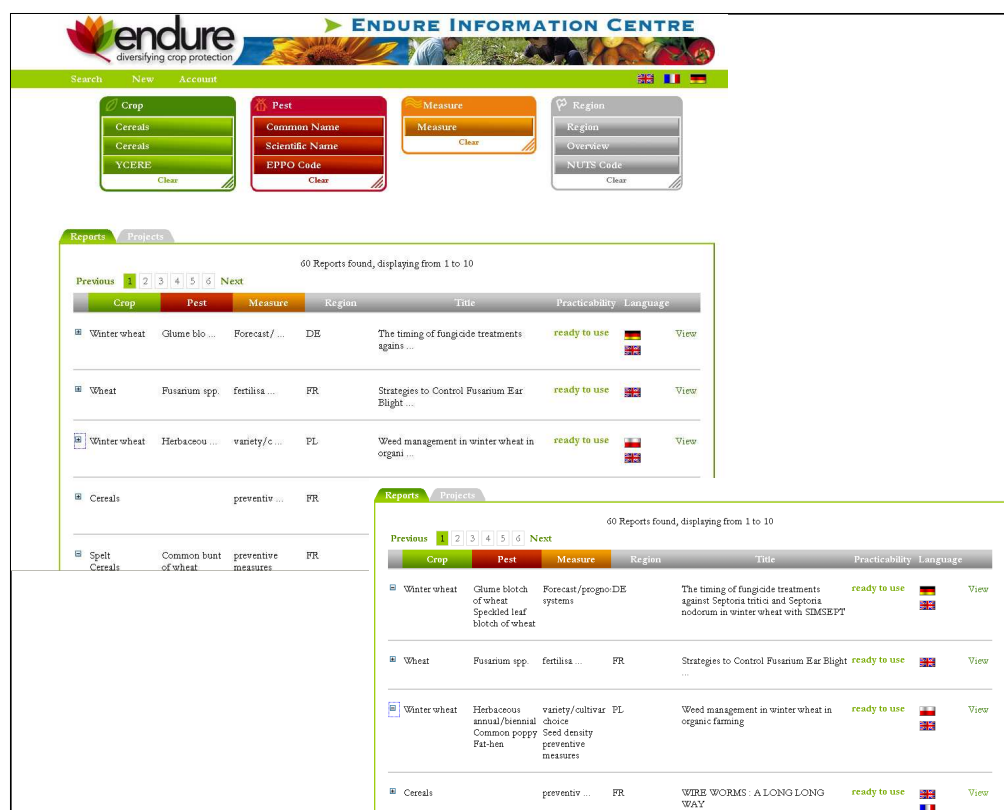 endure
diversifying crop protection
ENDURE INFORMATION CENTRE
Search New Account
Crop
Cereals
Cereals
YCERE
Clear
Pest
Common Name
Scientific Name
EPPO Code
Clear
Measure
Measure
Clear
Region
Region
Overview
NUTS Code
Clear
Reports Projects
60 Reports found, displaying from 1 to 10
Previous 1 2 3 4 5 6 Next
Crop Pest Measure Region Title Practicability Language
Winter wheat Glume blo ... Forecast/ ... DE The timing of fungicide treatments ready to use View
agains ...
Wheat Fusarium spp. fertilisa ... FR Strategies to Control Fusarium Ear ready to use View
Blight ...
Winter wheat Herbaceou ... variety/c ... PL Weed management in winter wheat in ready to use View
organi ...
Cereals preventiv ... FR
Spelt Common bunt preventive FR
Cereals of wheat measures
Reports Projects
60 Reports found, displaying from 1 to 10
Previous 1 2 3 4 5 6 Next
Crop Pest Measure Region Title Practicability Language
Winter wheat Glume blotch Forecast/progno: DE The timing of fungicide treatments ready to use View
of wheat systems against Septoria tritici and Septoria
Speckled leaf nodorum in winter wheat with SIMSEPT
blotch of wheat
Wheat Fusarium spp. fertilisa ... FR Strategies to Control Fusarium Ear Blight ready to use View
...
Winter wheat Herbaceous variety/cultivar PL Weed management in winter wheat in ready to use View
annual/biennial choice organic farming
Common poppy Seed density
Fat-hen preventive
measures
Cereals preventiv ... FR WIRE WORMS : A LONG LONG ready to use View
WAY